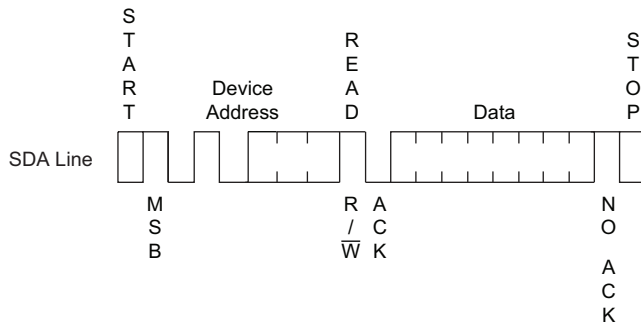 START
READ
STOP
Device
Address
Data
SDA Line
MSB
R/W̅
ACK
NO ACK